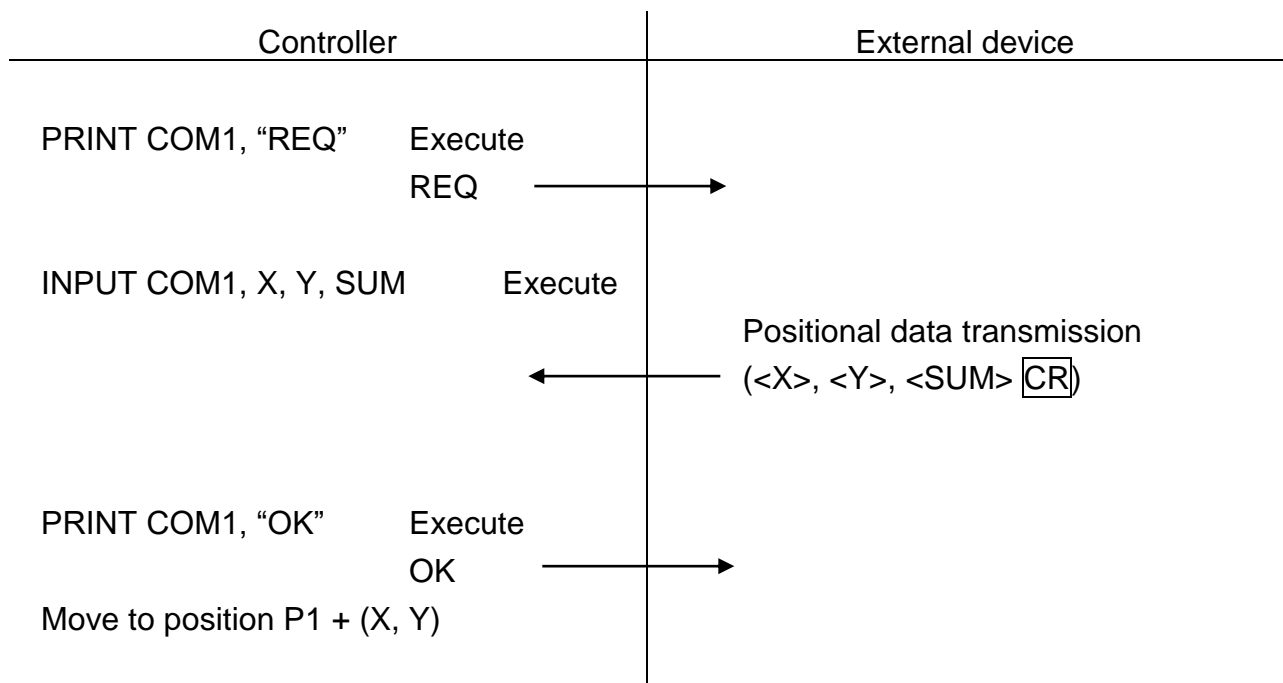 Controller External device
PRINT COM1, “REQ” Execute
REQ
INPUT COM1, X, Y, SUM Execute
Positional data transmission
(<X>, <Y>, <SUM> CR)
PRINT COM1, “OK” Execute
OK
Move to position P1 + (X, Y)